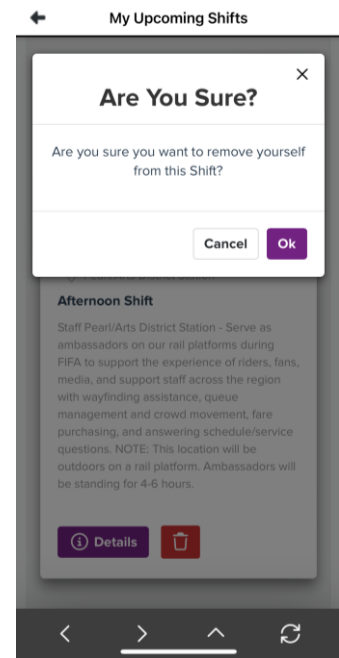 My Upcoming Shifts
Are You Sure?
Are you sure you want to remove yourself
from this Shift?
Cancel
Ok
Afternoon Shift
Staff Pearl/Arts District Station - Serve as
ambassadors on our rail platforms during
FIFA to support the experience of riders, fans,
media, and support staff across the region
with wayfinding assistance, queue
management and crowd movement, fare
purchasing, and answering schedule/service
questions. NOTE: This location will be
outdoors on a rail platform. Ambassadors will
be standing for 4-6 hours.
Details